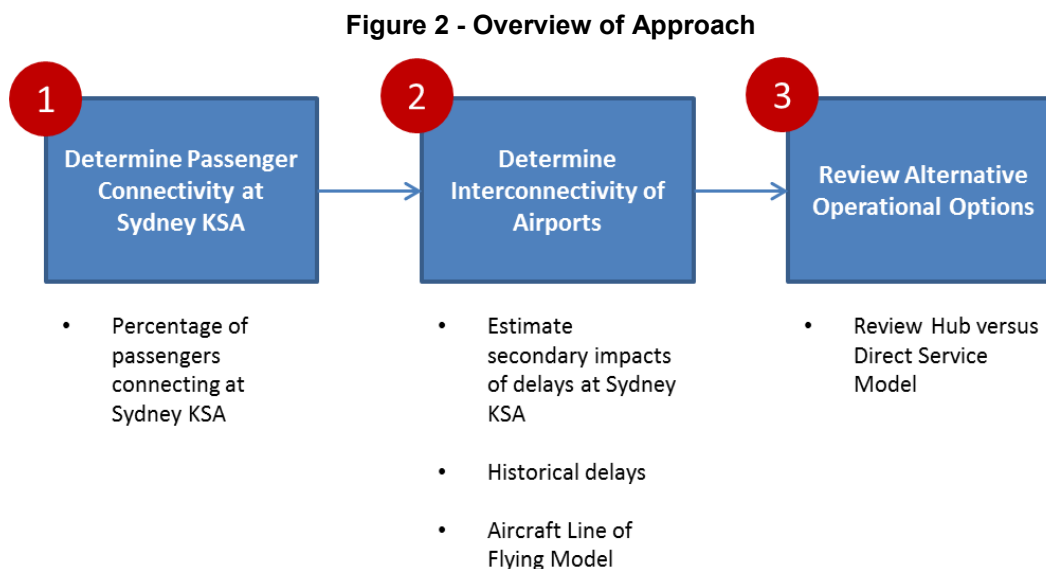 Figure 2 - Overview of Approach
1
Determine Passenger
Connectivity at
Sydney KSA
• Percentage of
passengers
connecting at
Sydney KSA
2
Determine
Interconnectivity of
Airports
• Estimate
secondary impacts
of delays at Sydney
KSA
• Historical delays
• Aircraft Line of
Flying Model
3
Review Alternative
Operational Options
• Review Hub versus
Direct Service
Model